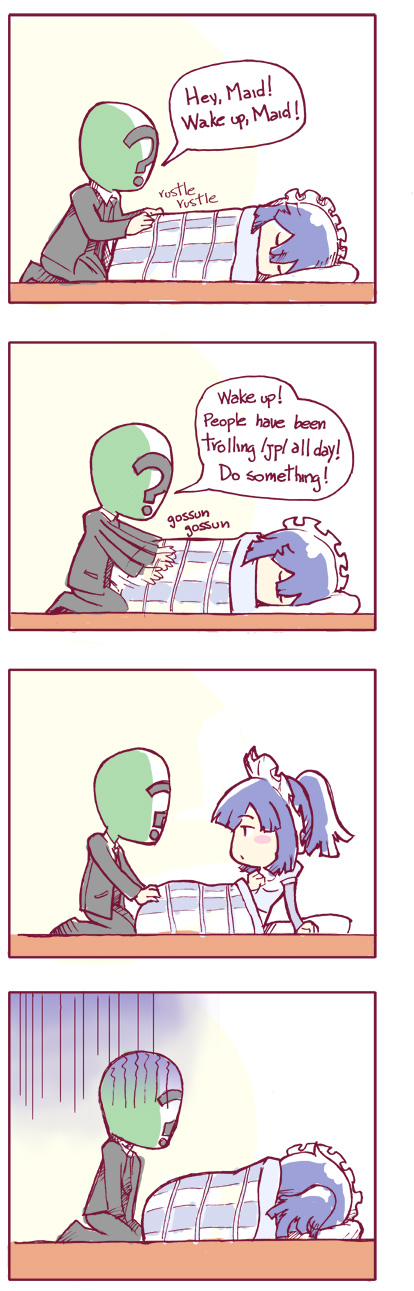 Hey, Maid!
Wake up, Maid!
rustle
rustle
?
Wake up!
People have been
trolling /jp/ all day!
Do something!
gossun
gossun
?
?
?